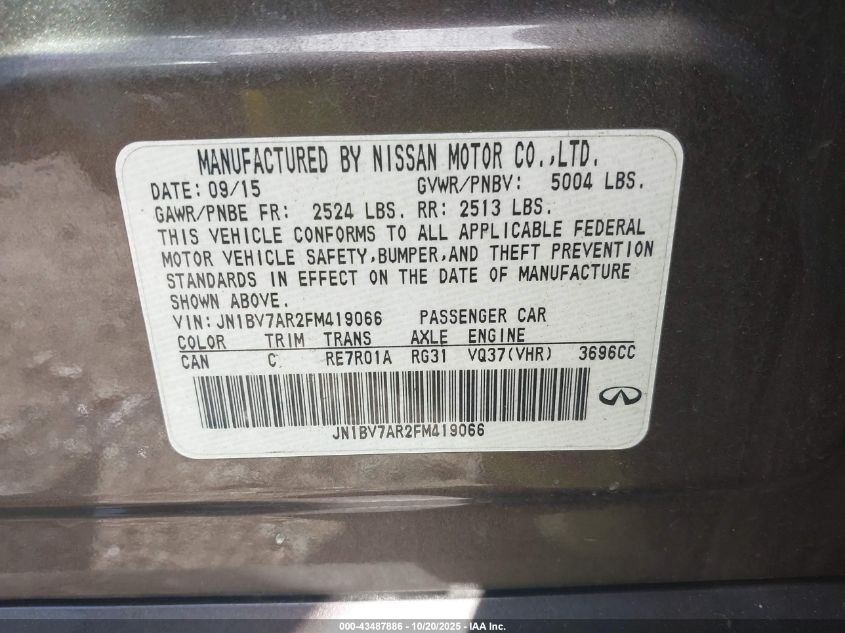 MANUFACTURED BY NISSAN MOTOR CO.,LTD.
DATE: 09/15 GVWR/PNBV: 5004 LBS.
GAWR/PNBE FR: 2524 LBS. RR: 2513 LBS.
THIS VEHICLE CONFORMS TO ALL APPLICABLE FEDERAL
MOTOR VEHICLE SAFETY,BUMPER,AND THEFT PREVENTION
STANDARDS IN EFFECT ON THE DATE OF MANUFACTURE
SHOWN ABOVE.
VIN:JN1BV7AR2FM419066 PASSENGER CAR
COLOR TRIM TRANS AXLE ENGINE
CAN C RE7R01A RG31 VQ37(VHR) 3696CC
JN1BV7AR2FM419066
000-43487886 - 10/20/2025 - © IAA Inc.